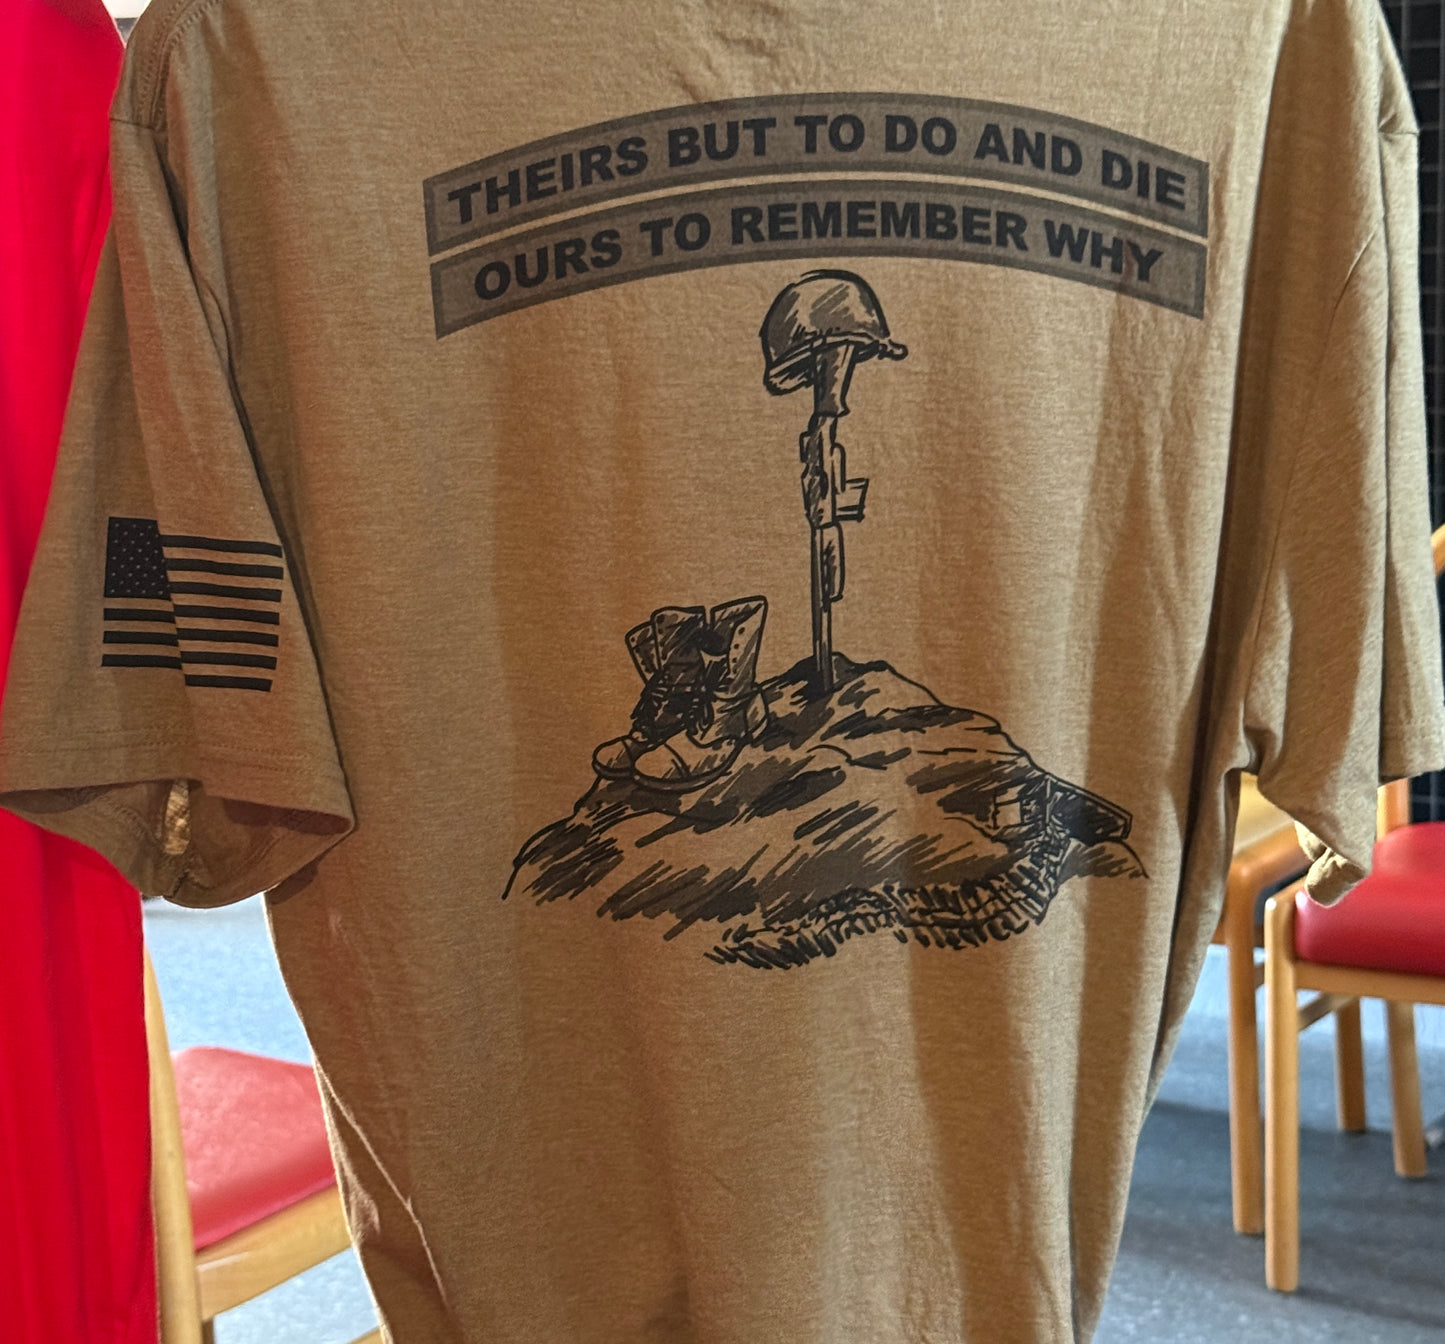 THEIRS BUT TO DO AND DIE
OURS TO REMEMBER WHY